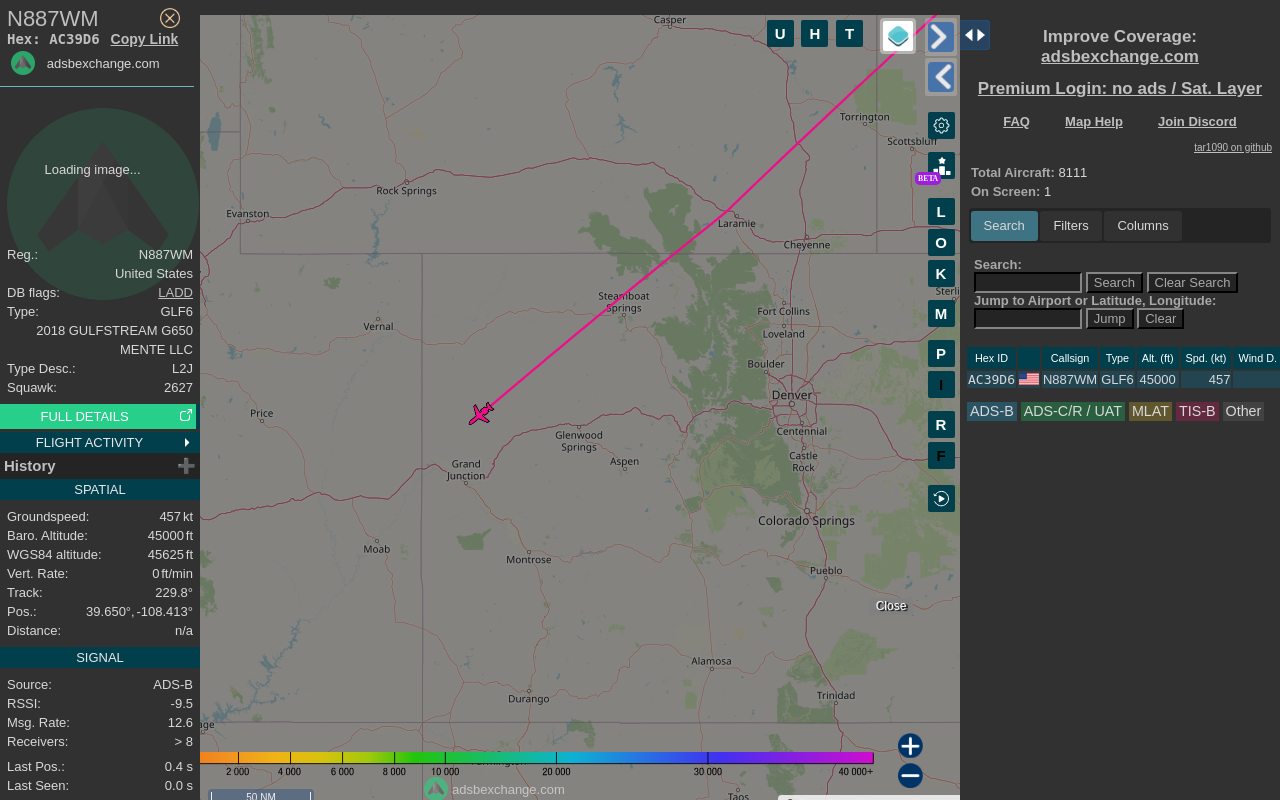 N887WM
Hex: AC39D6 Copy Link
adsbexchange.com
Loading image...
Reg.: N887WM
United States
DB flags: LADD
Type: GLF6
2018 GULFSTREAM G650
MENTE LLC
Type Desc.: L2J
Squawk: 2627
FULL DETAILS
FLIGHT ACTIVITY
History
SPATIAL
Groundspeed: 457 kt
Baro. Altitude: 45000 ft
WGS84 altitude: 45625 ft
Vert. Rate: 0 ft/min
Track: 229.8°
Pos.: 39.650°, -108.413°
Distance: n/a
SIGNAL
Source: ADS-B
RSSI: -9.5
Msg. Rate: 12.6
Receivers: > 8
Last Pos.: 0.4 s
Last Seen: 0.0 s
Casper
U H T
Torrington
Scottsbluff
BETA
Rock Springs
Evanston
Laramie
Cheyenne
L
O
K
M
P
I
R
F
Steamboat
Springs
Fort Collins
Vernal
Loveland
Boulder
Denver
Price
Centennial
Glenwood
Springs
Castle
Rock
Grand
Junction
Aspen
Colorado Springs
Moab
Montrose
Pueblo
Close
Alamosa
Durango
Trinidad
2 000 4 000 6 000 8 000 10 000 20 000 30 000 40 000+
adsbexchange.com
50 NM
Taos
Improve Coverage:
adsbexchange.com
Premium Login: no ads / Sat. Layer
FAQ Map Help Join Discord
tar1090 on github
Total Aircraft: 8111
On Screen: 1
Search Filters Columns
Search:
Search Clear Search
Jump to Airport or Latitude, Longitude:
Jump Clear
Hex ID Callsign Type Alt. (ft) Spd. (kt) Wind D.
AC39D6 N887WM GLF6 45000 457
ADS-B ADS-C/R / UAT MLAT TIS-B Other